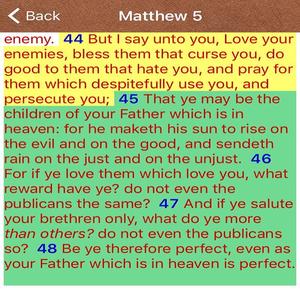 Back
Matthew 5
enemy. 44 But I say unto you, Love your
enemies, bless them that curse you, do
good to them that hate you, and pray for
them which despitefully use you, and
persecute you; 45 That ye may be the
children of your Father which is in
heaven: for he maketh his sun to rise on
the evil and on the good, and sendeth
rain on the just and on the unjust. 46
For if ye love them which love you, what
reward have ye? do not even the
publicans the same? 47 And if ye salute
your brethren only, what do ye more
than others? do not even the publicans
so? 48 Be ye therefore perfect, even as
your Father which is in heaven is perfect.